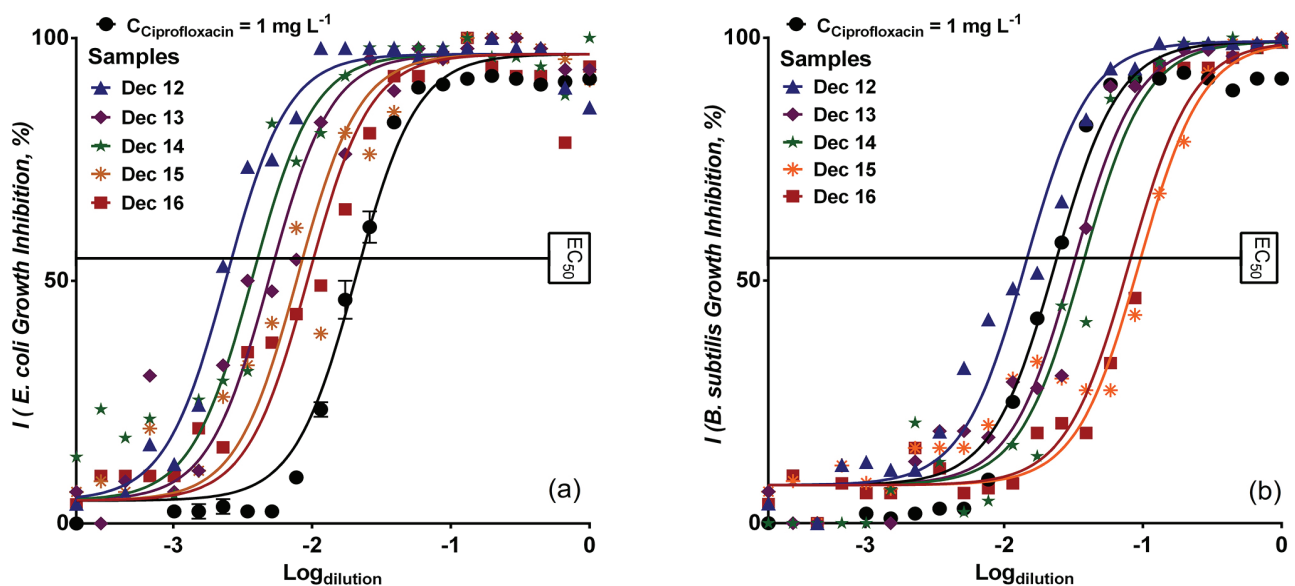 C_Ciprofloxacin = 1 mg L⁻¹
Samples
Dec 12
Dec 13
Dec 14
Dec 15
Dec 16
I ( E. coli Growth Inhibition, %)
100
50
0
EC₅₀
(a)
-3
-2
-1
0
Log_dilution
C_Ciprofloxacin = 1 mg L⁻¹
Samples
Dec 12
Dec 13
Dec 14
Dec 15
Dec 16
I (B. subtilis Growth Inhibition, %)
100
50
0
EC₅₀
(b)
-3
-2
-1
0
Log_dilution